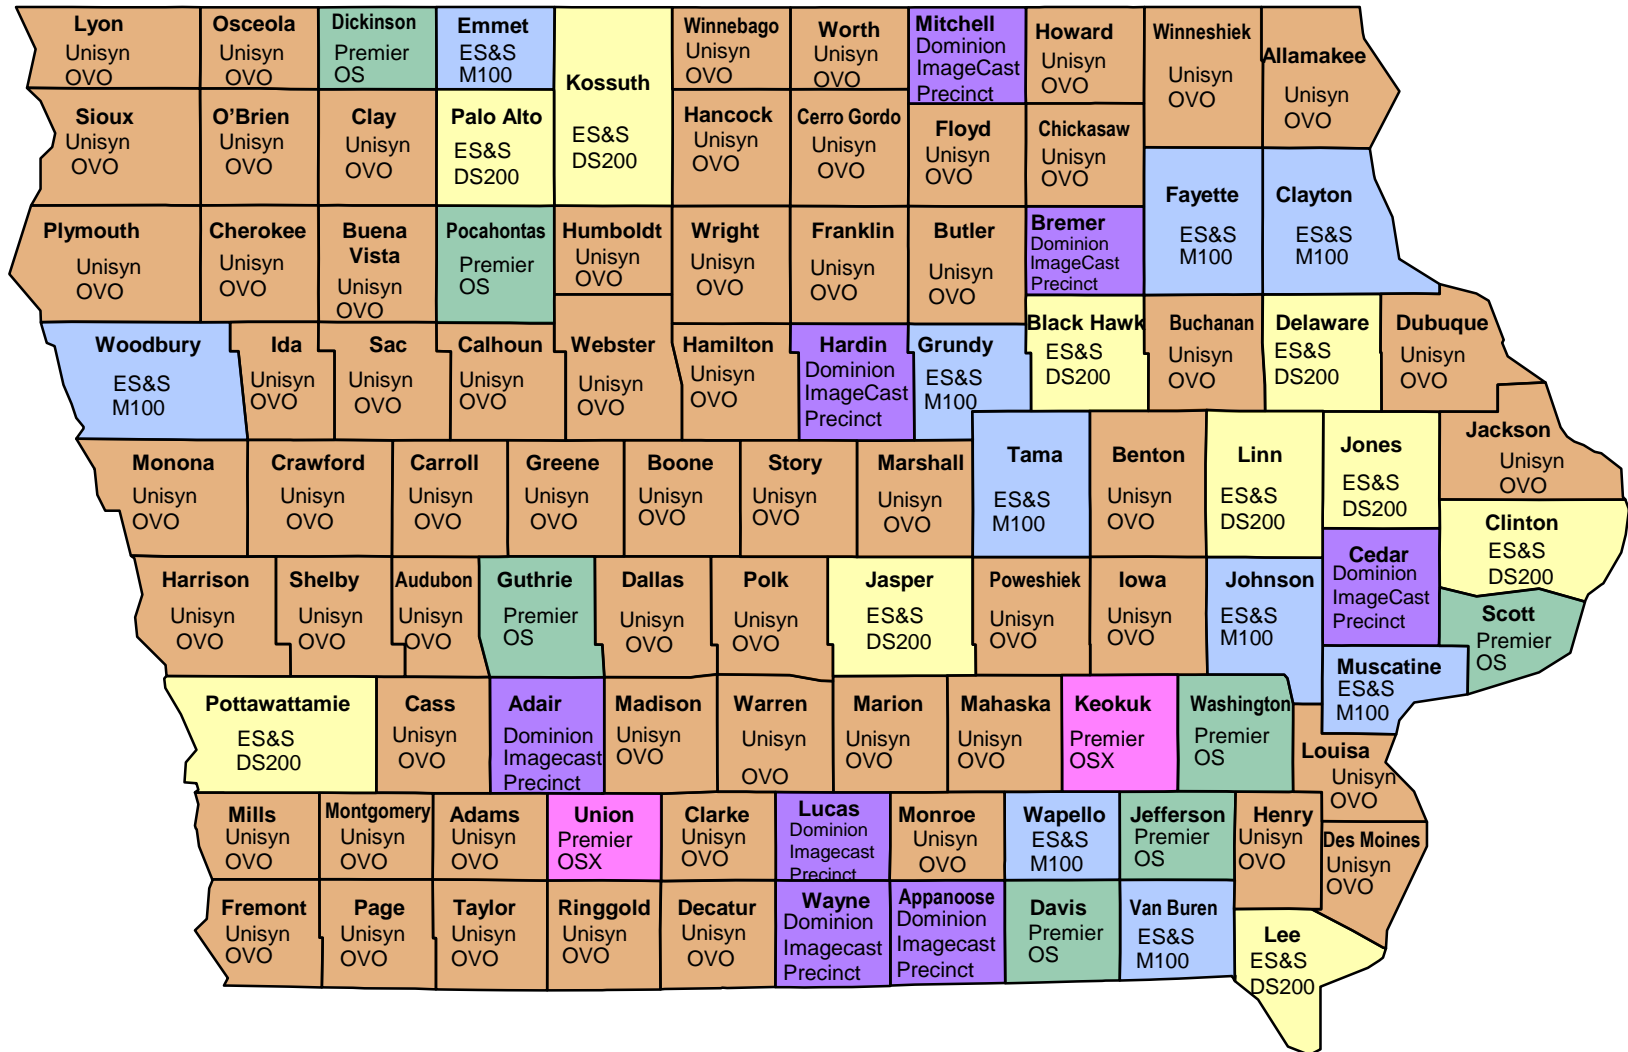 Lyon
Unisyn
OVO
Osceola
Unisyn
OVO
Dickinson
Premier
OS
Emmet
ES&S
M100
Kossuth
ES&S
DS200
Winnebago
Unisyn
OVO
Worth
Unisyn
OVO
Mitchell
Dominion
ImageCast
Precinct
Howard
Unisyn
OVO
Winneshiek
Unisyn
OVO
Allamakee
Unisyn
OVO
Sioux
Unisyn
OVO
O'Brien
Unisyn
OVO
Clay
Unisyn
OVO
Palo Alto
ES&S
DS200
Hancock
Unisyn
OVO
Cerro Gordo
Unisyn
OVO
Floyd
Unisyn
OVO
Chickasaw
Unisyn
OVO
Fayette
ES&S
M100
Clayton
ES&S
M100
Plymouth
Unisyn
OVO
Cherokee
Unisyn
OVO
Buena
Vista
Unisyn
OVO
Pocahontas
Premier
OS
Humboldt
Unisyn
OVO
Wright
Unisyn
OVO
Franklin
Unisyn
OVO
Butler
Unisyn
OVO
Bremer
Dominion
ImageCast
Precinct
Woodbury
ES&S
M100
Ida
Unisyn
OVO
Sac
Unisyn
OVO
Calhoun
Unisyn
OVO
Webster
Unisyn
OVO
Hamilton
Unisyn
OVO
Hardin
Dominion
ImageCast
Precinct
Grundy
ES&S
M100
Black Hawk
ES&S
DS200
Buchanan
Unisyn
OVO
Delaware
ES&S
DS200
Dubuque
Unisyn
OVO
Monona
Unisyn
OVO
Crawford
Unisyn
OVO
Carroll
Unisyn
OVO
Greene
Unisyn
OVO
Boone
Unisyn
OVO
Story
Unisyn
OVO
Marshall
Unisyn
OVO
Tama
ES&S
M100
Benton
Unisyn
OVO
Linn
ES&S
DS200
Jones
ES&S
DS200
Jackson
Unisyn
OVO
Clinton
ES&S
DS200
Harrison
Unisyn
OVO
Shelby
Unisyn
OVO
Audubon
Unisyn
OVO
Guthrie
Premier
OS
Dallas
Unisyn
OVO
Polk
Unisyn
OVO
Jasper
ES&S
DS200
Poweshiek
Unisyn
OVO
Iowa
Unisyn
OVO
Johnson
ES&S
M100
Cedar
Dominion
ImageCast
Precinct
Scott
Premier
OS
Muscatine
ES&S
M100
Pottawattamie
ES&S
DS200
Cass
Unisyn
OVO
Adair
Dominion
Imagecast
Precinct
Madison
Unisyn
OVO
Warren
Unisyn
OVO
Marion
Unisyn
OVO
Mahaska
Unisyn
OVO
Keokuk
Premier
OSX
Washington
Premier
OS
Louisa
Unisyn
OVO
Mills
Unisyn
OVO
Montgomery
Unisyn
OVO
Adams
Unisyn
OVO
Union
Premier
OSX
Clarke
Unisyn
OVO
Lucas
Dominion
Imagecast
Precinct
Monroe
Unisyn
OVO
Wapello
ES&S
M100
Jefferson
Premier
OS
Henry
Unisyn
OVO
Des Moines
Unisyn
OVO
Fremont
Unisyn
OVO
Page
Unisyn
OVO
Taylor
Unisyn
OVO
Ringgold
Unisyn
OVO
Decatur
Unisyn
OVO
Wayne
Dominion
Imagecast
Precinct
Appanoose
Dominion
Imagecast
Precinct
Davis
Premier
OS
Van Buren
ES&S
M100
Lee
ES&S
DS200